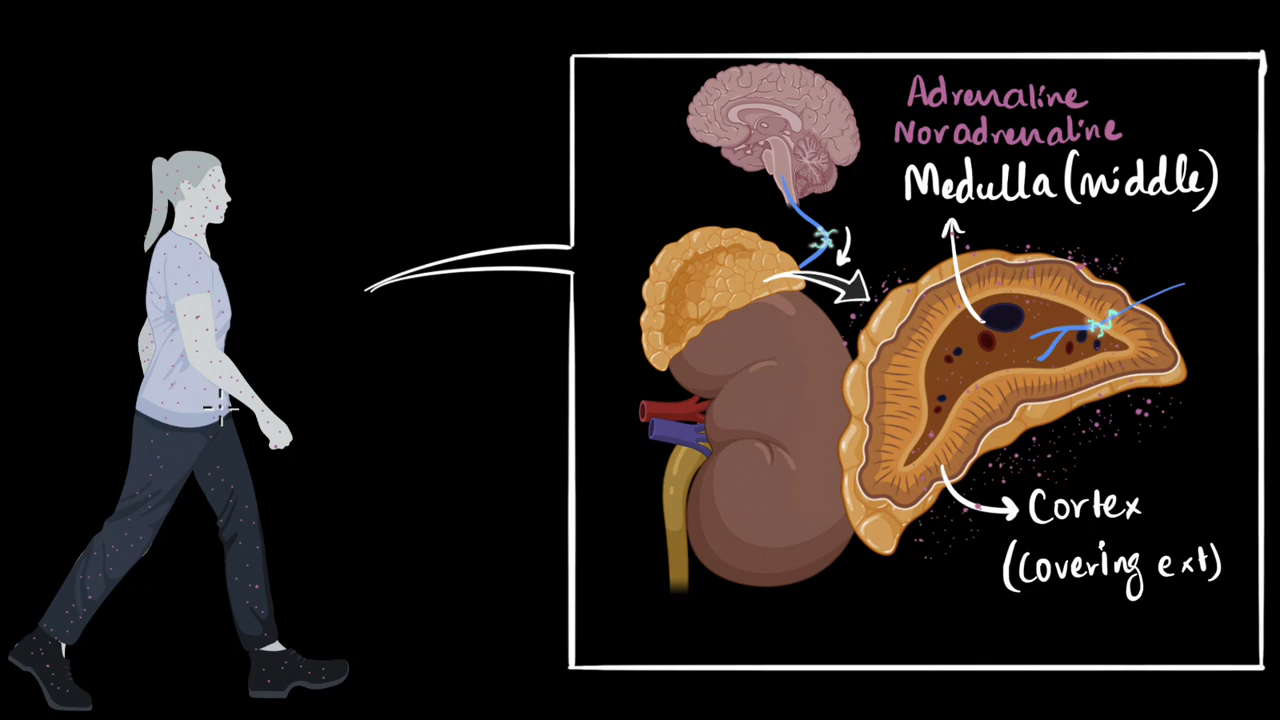 Adrenaline
Noradrenaline
Medulla (middle)
Cortex
(covering ext)